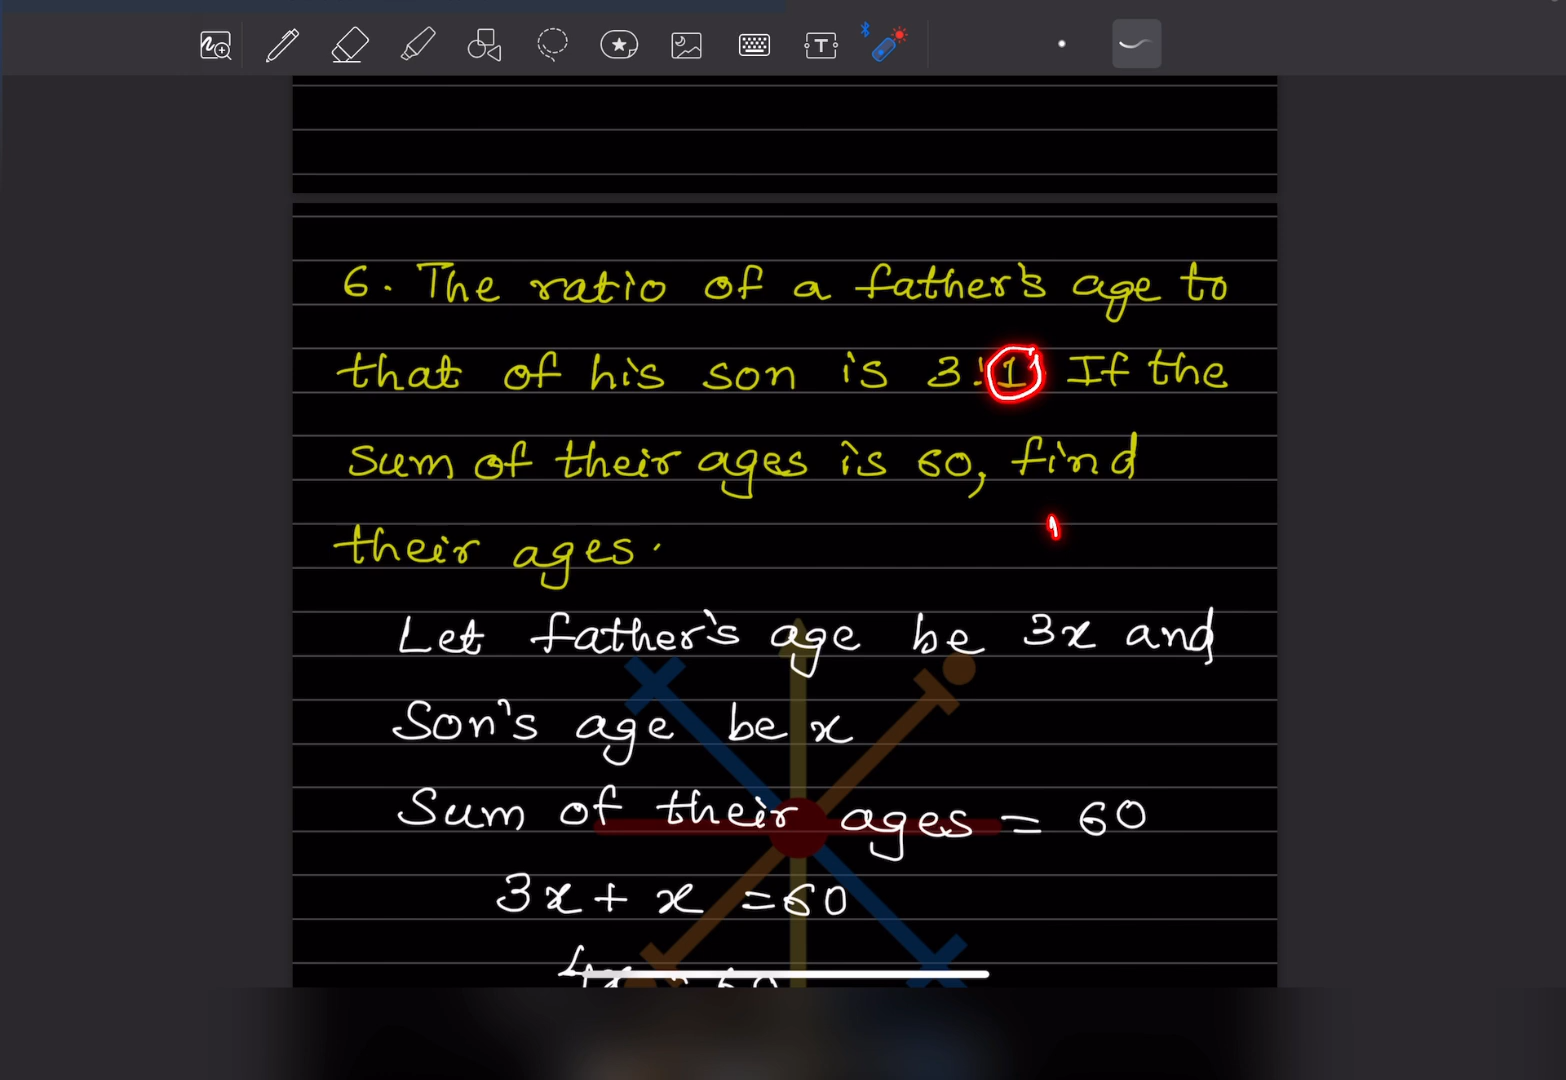 6. The ratio of a father's age to
that of his son is 3:1 If the
sum of their ages is 60, find
their ages.
Let father's age be 3x and
Son's age be x
Sum of their ages = 60
3x + x = 60
4x = 60